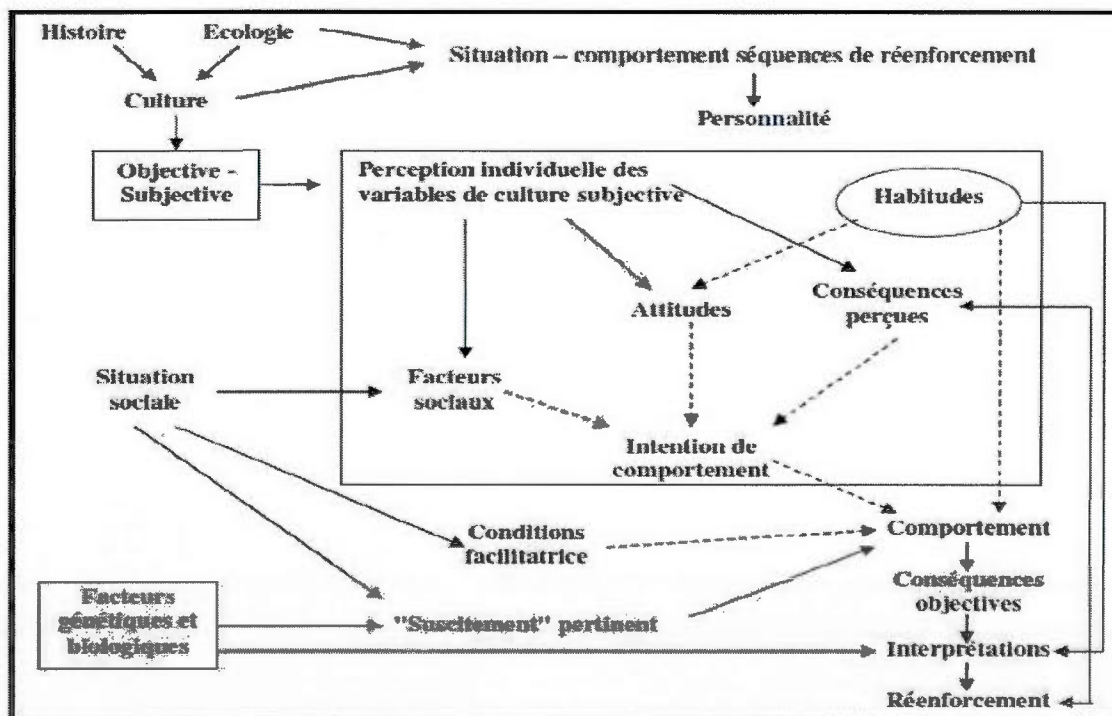 Histoire
Ecologie
Situation – comportement séquences de réenforcement
Culture
Personnalité
Objective -
Subjective
Perception individuelle des
variables de culture subjective
Habitudes
Attitudes
Conséquences
perçues
Situation
sociale
Facteurs
sociaux
Intention de
comportement
Conditions
facilitatrice
Comportement
Conséquences
objectives
Facteurs
génétiques et
biologiques
"Suscitement" pertinent
Interprétations
Réenforcement